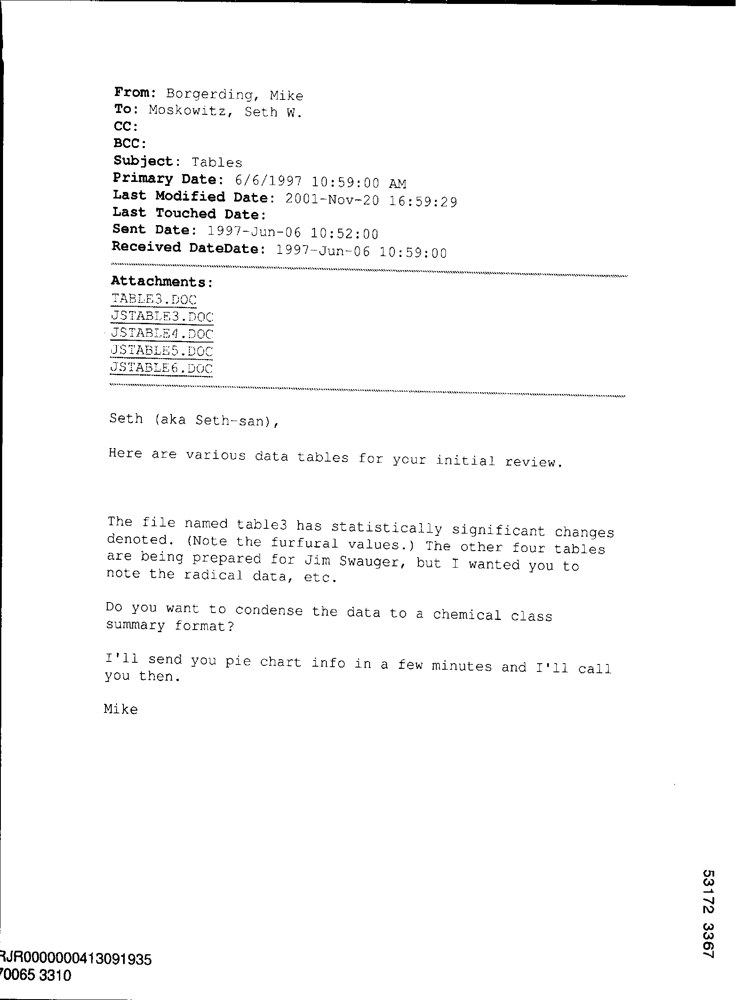 From: Borgerding, Mike
To: Moskowitz, Seth W.
CC:
BCC:
Subject: Tables
Primary Date: 6/6/1997 10:59:00 AM
Last Modified Date: 2001-Nov-20 16:59:29
Last Touched Date:
Sent Date: 1997-Jun-06 10:52:00
Received DateDate: 1997-Jun-06 10:59:00
Attachments:
TABLE3.DOC
JSTABLE3.DOC
JSTABLE4.DOC
JSTABLE5.DOC
JSTABLE6.DOC
Seth (aka Seth-san),
Here are various data tables for your initial review.
The file named table3 has statistically significant changes
denoted. (Note the furfural values.) The other four tables
are being prepared for Jim Swauger, but I wanted you to
note the radical data, etc.
Do you want to condense the data to a chemical class
summary format?
I'll send you pie chart info in a few minutes and I'll call
you then.
Mike
53172 3367
RJR0000000413091935
70065 3310